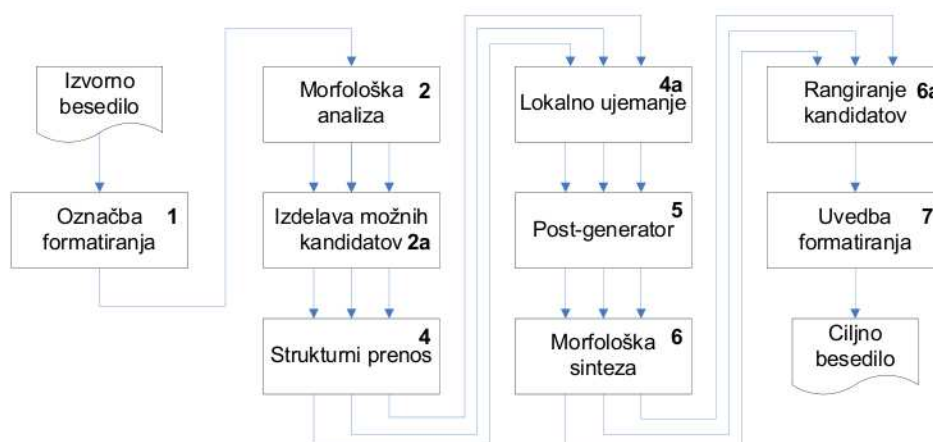 Izvorno
besedilo
Označba 1
formatiranja
Morfološka 2
analiza
Izdelava možnih
kandidatov 2a
4
Strukturni prenos
4a
Lokalno ujemanje
5
Post-generator
Morfološka 6
sinteza
Rangiranje 6a
kandidatov
Uvedba 7
formatiranja
Ciljno
besedilo